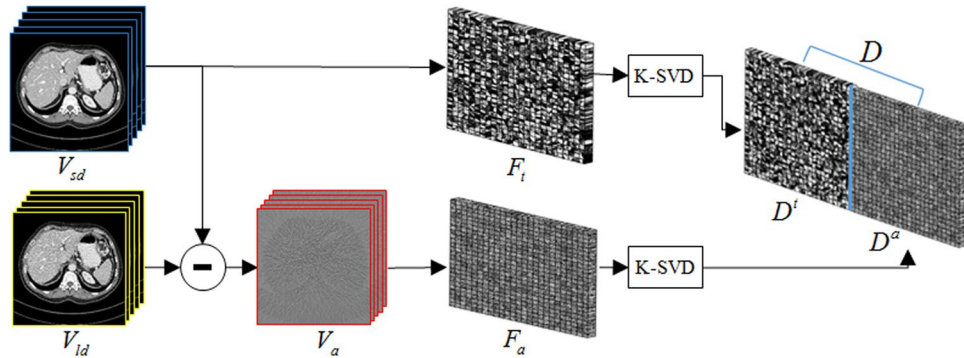 V_sd
F_t
K-SVD
D
D^t
D^a
V_ld
V_a
F_a
K-SVD